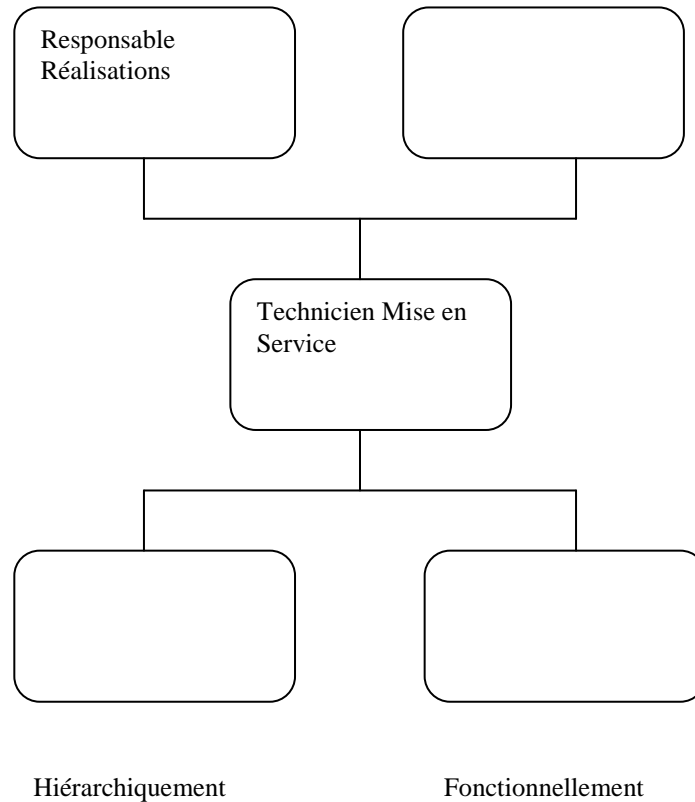 Responsable
Réalisations
Technicien Mise en
Service
Hiérarchiquement
Fonctionnellement